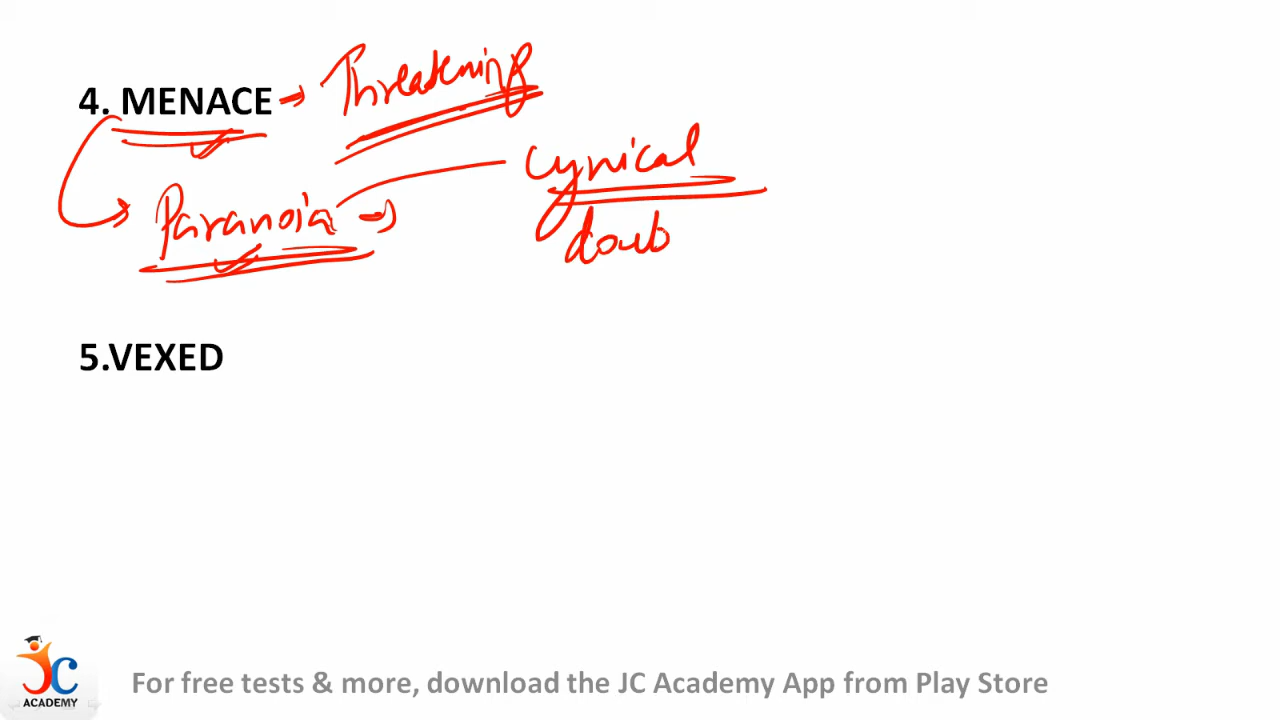 4. MENACE → Threatening
Cynical
Paranoia →
doub
5.VEXED
JC
ACADEMY
For free tests & more, download the JC Academy App from Play Store